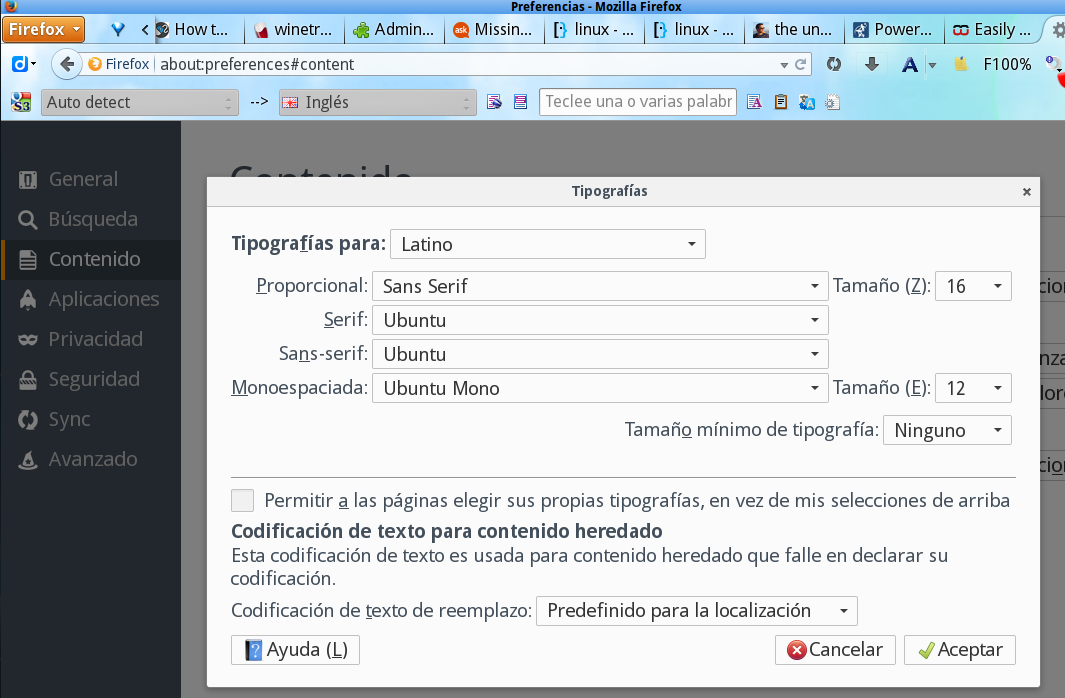 Preferencias - Mozilla Firefox
Firefox
How t...
winetr...
Admin...
ask Missin...
linux - ...
linux - ...
the un...
Power...
Easily ...
d
Firefox about:preferences#content
A
F100%
S3 Auto detect --> Inglés Teclee una o varias palabr
Contenido
General
Búsqueda
Contenido
Aplicaciones
Privacidad
Seguridad
Sync
Avanzado
Tipografías
Tipografías para: Latino
Proporcional: Sans Serif Tamaño (Z): 16
Serif: Ubuntu
Sans-serif: Ubuntu
Monoespaciada: Ubuntu Mono Tamaño (E): 12
Tamaño mínimo de tipografía: Ninguno
Permitir a las páginas elegir sus propias tipografías, en vez de mis selecciones de arriba
Codificación de texto para contenido heredado
Esta codificación de texto es usada para contenido heredado que falle en declarar su
codificación.
Codificación de texto de reemplazo: Predefinido para la localización
Ayuda (L) Cancelar Aceptar